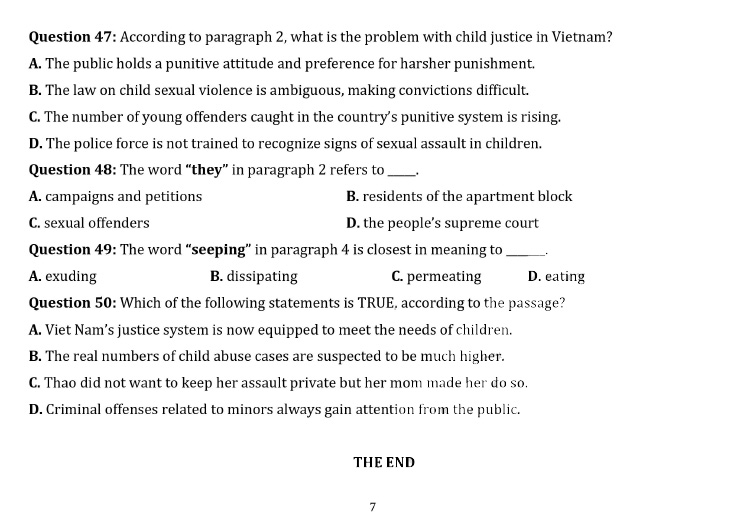 Question 47: According to paragraph 2, what is the problem with child justice in Vietnam?
A. The public holds a punitive attitude and preference for harsher punishment.
B. The law on child sexual violence is ambiguous, making convictions difficult.
C. The number of young offenders caught in the country’s punitive system is rising.
D. The police force is not trained to recognize signs of sexual assault in children.
Question 48: The word “they” in paragraph 2 refers to _____.
A. campaigns and petitions B. residents of the apartment block
C. sexual offenders D. the people’s supreme court
Question 49: The word “seeping” in paragraph 4 is closest in meaning to _______.
A. exuding B. dissipating C. permeating D. eating
Question 50: Which of the following statements is TRUE, according to the passage?
A. Viet Nam’s justice system is now equipped to meet the needs of children.
B. The real numbers of child abuse cases are suspected to be much higher.
C. Thao did not want to keep her assault private but her mom made her do so.
D. Criminal offenses related to minors always gain attention from the public.
THE END
7